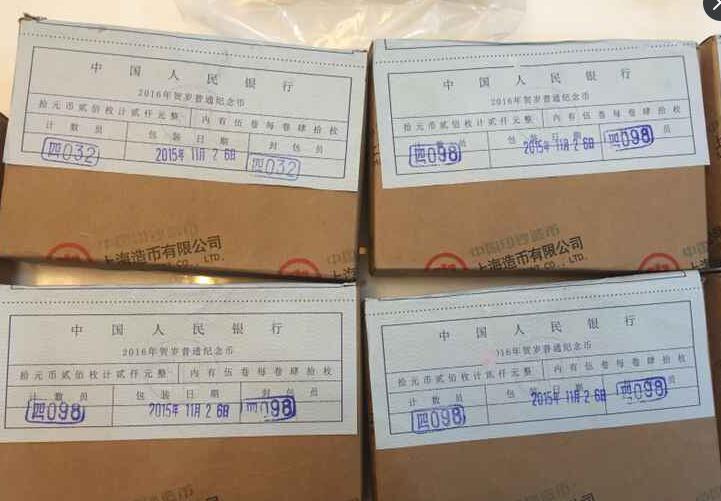 中国人民银行
2016年贺岁普通纪念币
拾元币贰佰枚计贰仟元整 内有伍卷每卷肆拾枚
计数员 包装日期 封包员
四032 2015年11月26日 四032
上海造币有限公司
CO., LTD.
中国人民银行
2016年贺岁普通纪念币
拾元币贰佰枚计贰仟元整 内有伍卷每卷肆拾枚
包装日期
四098 2015年11月26日 四098
中国印钞造币
上海造币有限公司
CO., LTD.
中国人民银行
2016年贺岁普通纪念币
拾元币贰佰枚计贰仟元整 内有伍卷每卷肆拾枚
计数员 包装日期 封包员
四098 2015年11月26日 四098
中国人民银行
016年贺岁普通纪念币
拾元币贰佰枚计贰仟元整 内有伍卷每卷肆拾枚
计数员 包装日期
四098 2015年11月26日 四098